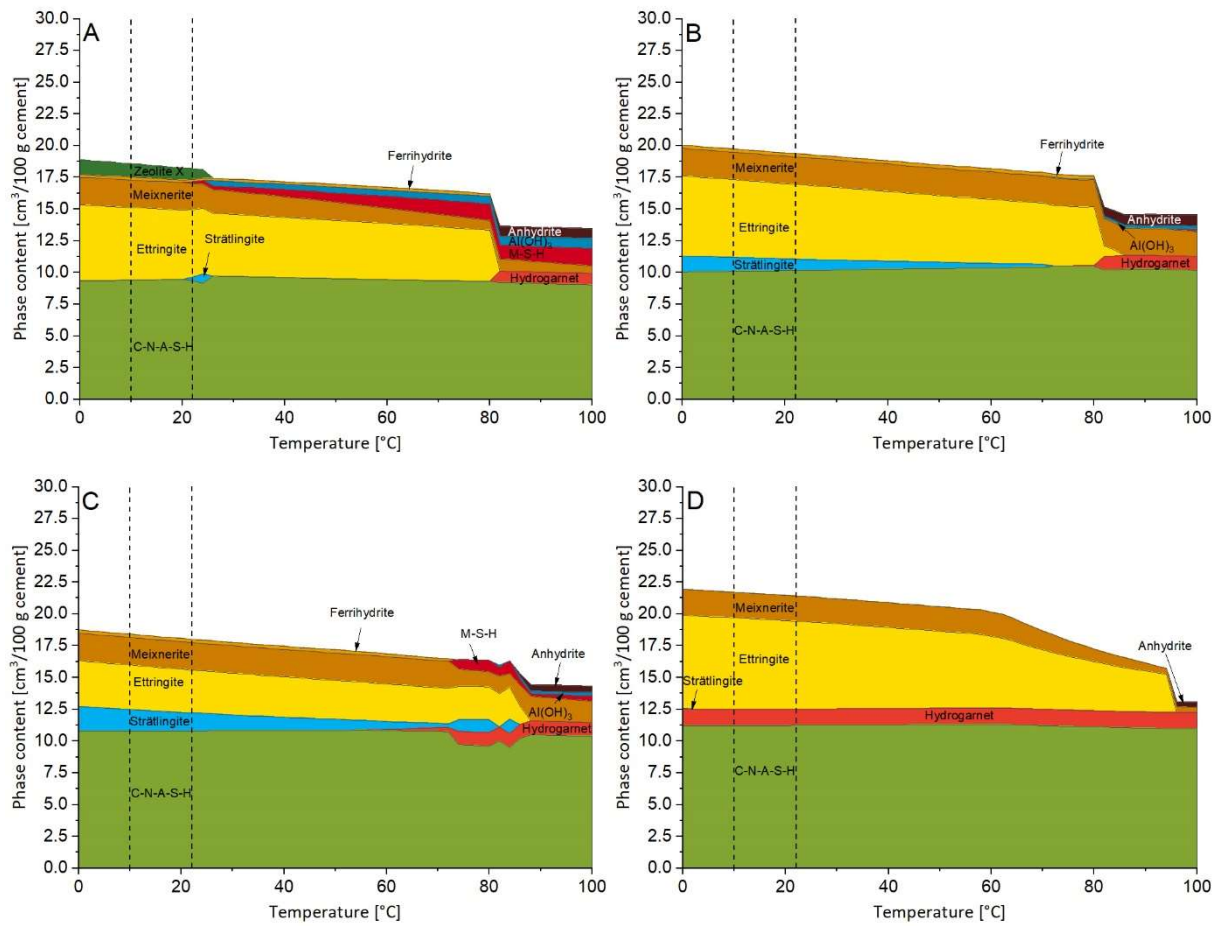 A
Phase content [cm³/100 g cement]
30.0
27.5
25.0
22.5
20.0
17.5
15.0
12.5
10.0
7.5
5.0
2.5
0.0
Zeolite X
Ferrihydrite
Meixnerite
Strätlingite
Ettringite
Anhydrite
Al(OH)₃
M-S-H
Hydrogarnet
C-N-A-S-H
0 20 40 60 80 100
Temperature [°C]
B
Phase content [cm³/100 g cement]
30.0
27.5
25.0
22.5
20.0
17.5
15.0
12.5
10.0
7.5
5.0
2.5
0.0
Ferrihydrite
Meixnerite
Ettringite
Anhydrite
Al(OH)₃
Strätlingite
Hydrogarnet
C-N-A-S-H
0 20 40 60 80 100
Temperature [°C]
C
Phase content [cm³/100 g cement]
30.0
27.5
25.0
22.5
20.0
17.5
15.0
12.5
10.0
7.5
5.0
2.5
0.0
Ferrihydrite
M-S-H
Meixnerite
Anhydrite
Ettringite
Al(OH)₃
Strätlingite
Hydrogarnet
C-N-A-S-H
0 20 40 60 80 100
Temperature [°C]
D
Phase content [cm³/100 g cement]
30.0
27.5
25.0
22.5
20.0
17.5
15.0
12.5
10.0
7.5
5.0
2.5
0.0
Meixnerite
Anhydrite
Ettringite
Strätlingite
Hydrogarnet
C-N-A-S-H
0 20 40 60 80 100
Temperature [°C]